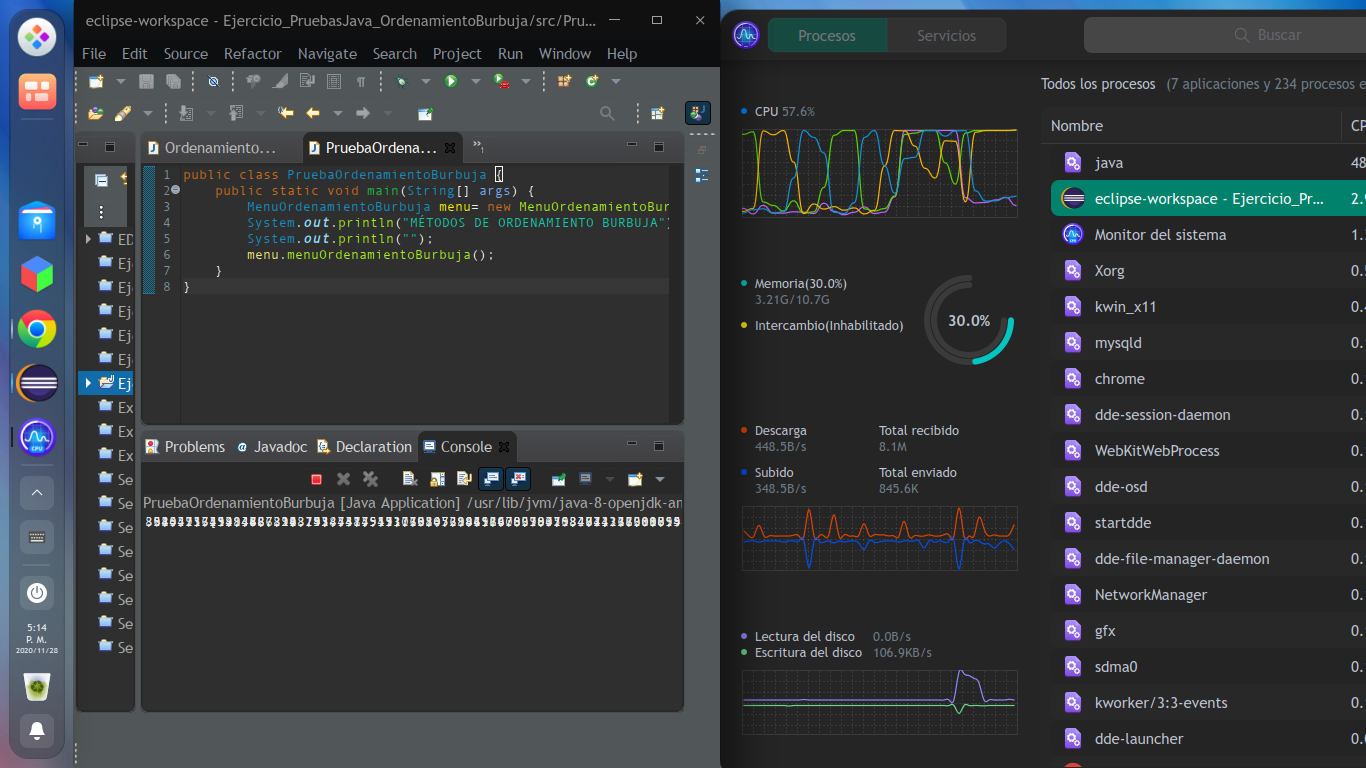 eclipse-workspace - Ejercicio_PruebasJava_OrdenamientoBurbuja/src/Pru...
File Edit Source Refactor Navigate Search Project Run Window Help
Ordenamiento...
PruebaOrdena...
1 public class PruebaOrdenamientoBurbuja {
2 public static void main(String[] args) {
3 MenuOrdenamientoBurbuja menu= new MenuOrdenamientoBur
4 System.out.println("MÉTODOS DE ORDENAMIENTO BURBUJA")
5 System.out.println("");
6 menu.menuOrdenamientoBurbuja();
7 }
8 }
ED
Eje
Eje
Eje
Eje
Eje
Eje
Ex
Ex
Ex
Se
Se
Se
Se
Se
Se
Se
Se
Problems Javadoc Declaration Console
PruebaOrdenamientoBurbuja [Java Application] /usr/lib/jvm/java-8-openjdk-am
5:14
P. M.
2020/11/28
Procesos Servicios
Buscar
CPU 57.6%
Memoria(30.0%)
3.21G/10.7G
Intercambio(Inhabilitado)
30.0%
Descarga
448.5B/s
Total recibido
8.1M
Subido
348.5B/s
Total enviado
845.6K
Lectura del disco 0.0B/s
Escritura del disco 106.9KB/s
Todos los procesos (7 aplicaciones y 234 procesos e
Nombre CP
java 48
eclipse-workspace - Ejercicio_Pr... 2.
Monitor del sistema 1.
Xorg 0.
kwin_x11 0.
mysqld 0.
chrome 0.
dde-session-daemon 0.
WebKitWebProcess 0.
dde-osd 0.
startdde 0.
dde-file-manager-daemon 0.
NetworkManager 0.
gfx 0.
sdma0 0.
kworker/3:3-events 0.
dde-launcher 0.